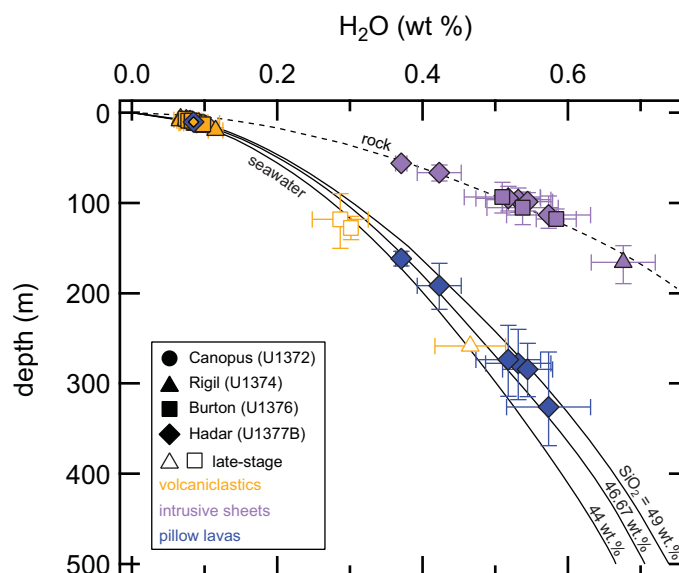 H₂O (wt %)
0.0 0.2 0.4 0.6
depth (m)
0
100
200
300
400
500
rock
seawater
Canopus (U1372)
Rigil (U1374)
Burton (U1376)
Hadar (U1377B)
late-stage
volcaniclastics
intrusive sheets
pillow lavas
SiO₂ = 49 wt.%
46.67 wt.%
44 wt.%